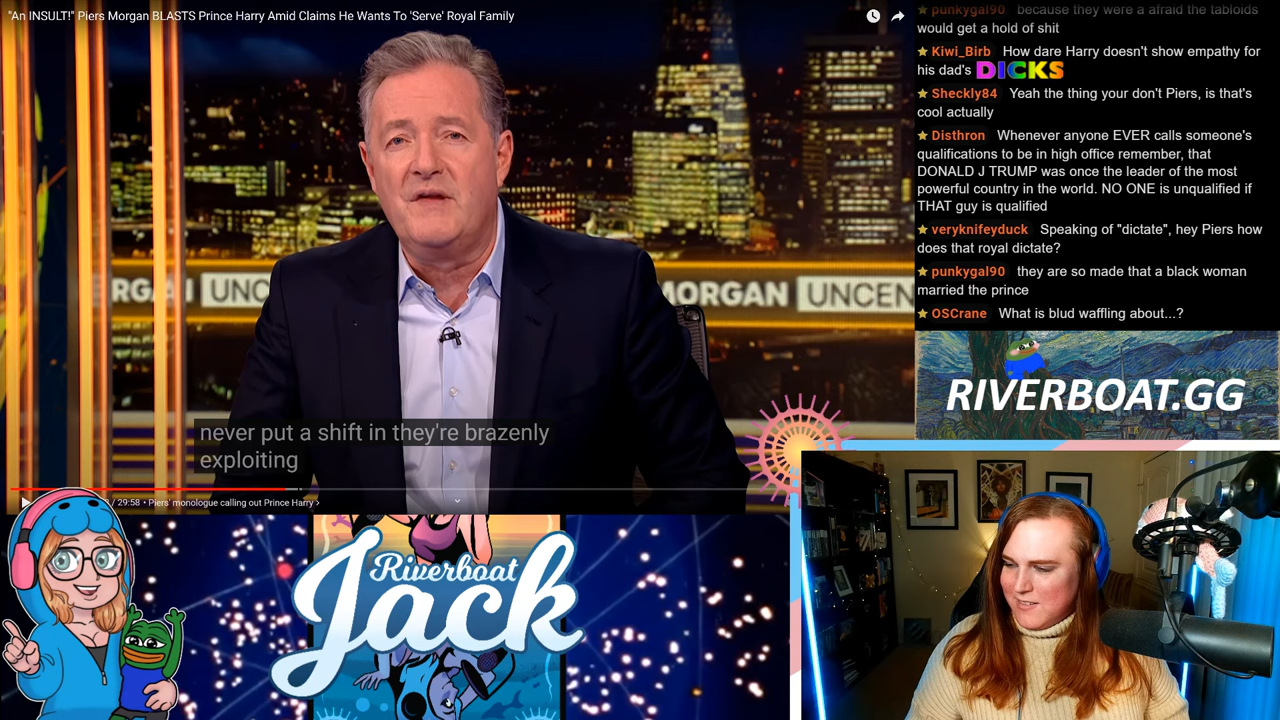 "An INSULT!" Piers Morgan BLASTS Prince Harry Amid Claims He Wants To 'Serve' Royal Family
punkygal90 because they were a afraid the tabloids
would get a hold of shit
Kiwi_Birb How dare Harry doesn't show empathy for
his dad's DICKS
Sheckly84 Yeah the thing your don't Piers, is that's
cool actually
Disthron Whenever anyone EVER calls someone's
qualifications to be in high office remember, that
DONALD J TRUMP was once the leader of the most
powerful country in the world. NO ONE is unqualified if
THAT guy is qualified
veryknifeyduck Speaking of "dictate", hey Piers how
does that royal dictate?
punkygal90 they are so made that a black woman
married the prince
OSCrane What is blud waffling about...?
RGAN UNC
MORGAN UNCEN
RIVERBOAT.GG
never put a shift in they're brazenly
exploiting
/ 29:58 • Piers' monologue calling out Prince Harry ›
Riverboat
Jack